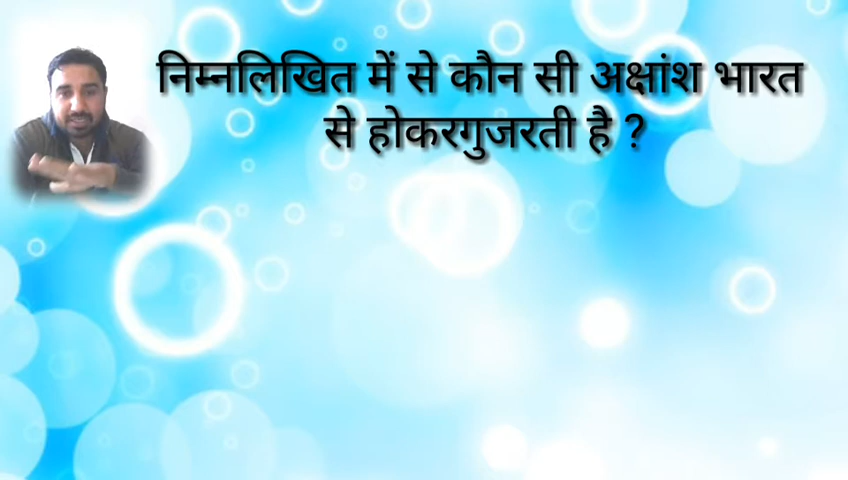 निम्नलिखित में से कौन सी अक्षांश भारत
से होकरगुजरती है ?